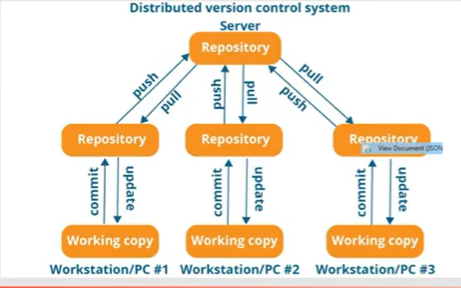 Distributed version control system
Server
Repository
push
pull
push
pull
push
pull
Repository
Repository
Repository
View Document (JSON
commit
update
commit
update
commit
update
Working copy
Working copy
Working copy
Workstation/PC #1
Workstation/PC #2
Workstation/PC #3